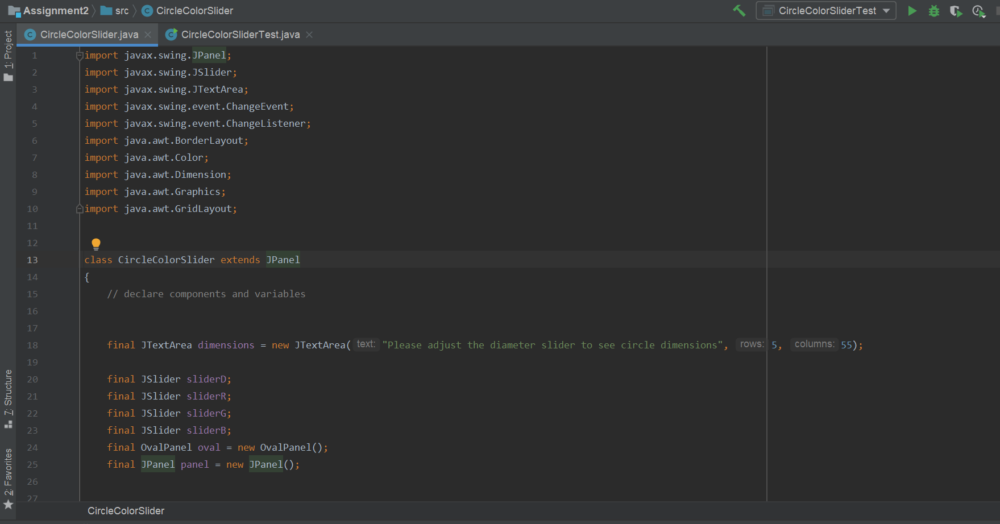 Assignment2 src CircleColorSlider CircleColorSliderTest
CircleColorSlider.java CircleColorSliderTest.java
1: Project
7: Structure
2: Favorites
1 import javax.swing.JPanel;
2 import javax.swing.JSlider;
3 import javax.swing.JTextArea;
4 import javax.swing.event.ChangeEvent;
5 import javax.swing.event.ChangeListener;
6 import java.awt.BorderLayout;
7 import java.awt.Color;
8 import java.awt.Dimension;
9 import java.awt.Graphics;
10 import java.awt.GridLayout;
11
12
13 class CircleColorSlider extends JPanel
14 {
15 // declare components and variables
16
17
18 final JTextArea dimensions = new JTextArea( text: "Please adjust the diameter slider to see circle dimensions", rows: 5, columns: 55);
19
20 final JSlider sliderD;
21 final JSlider sliderR;
22 final JSlider sliderG;
23 final JSlider sliderB;
24 final OvalPanel oval = new OvalPanel();
25 final JPanel panel = new JPanel();
26
27
CircleColorSlider